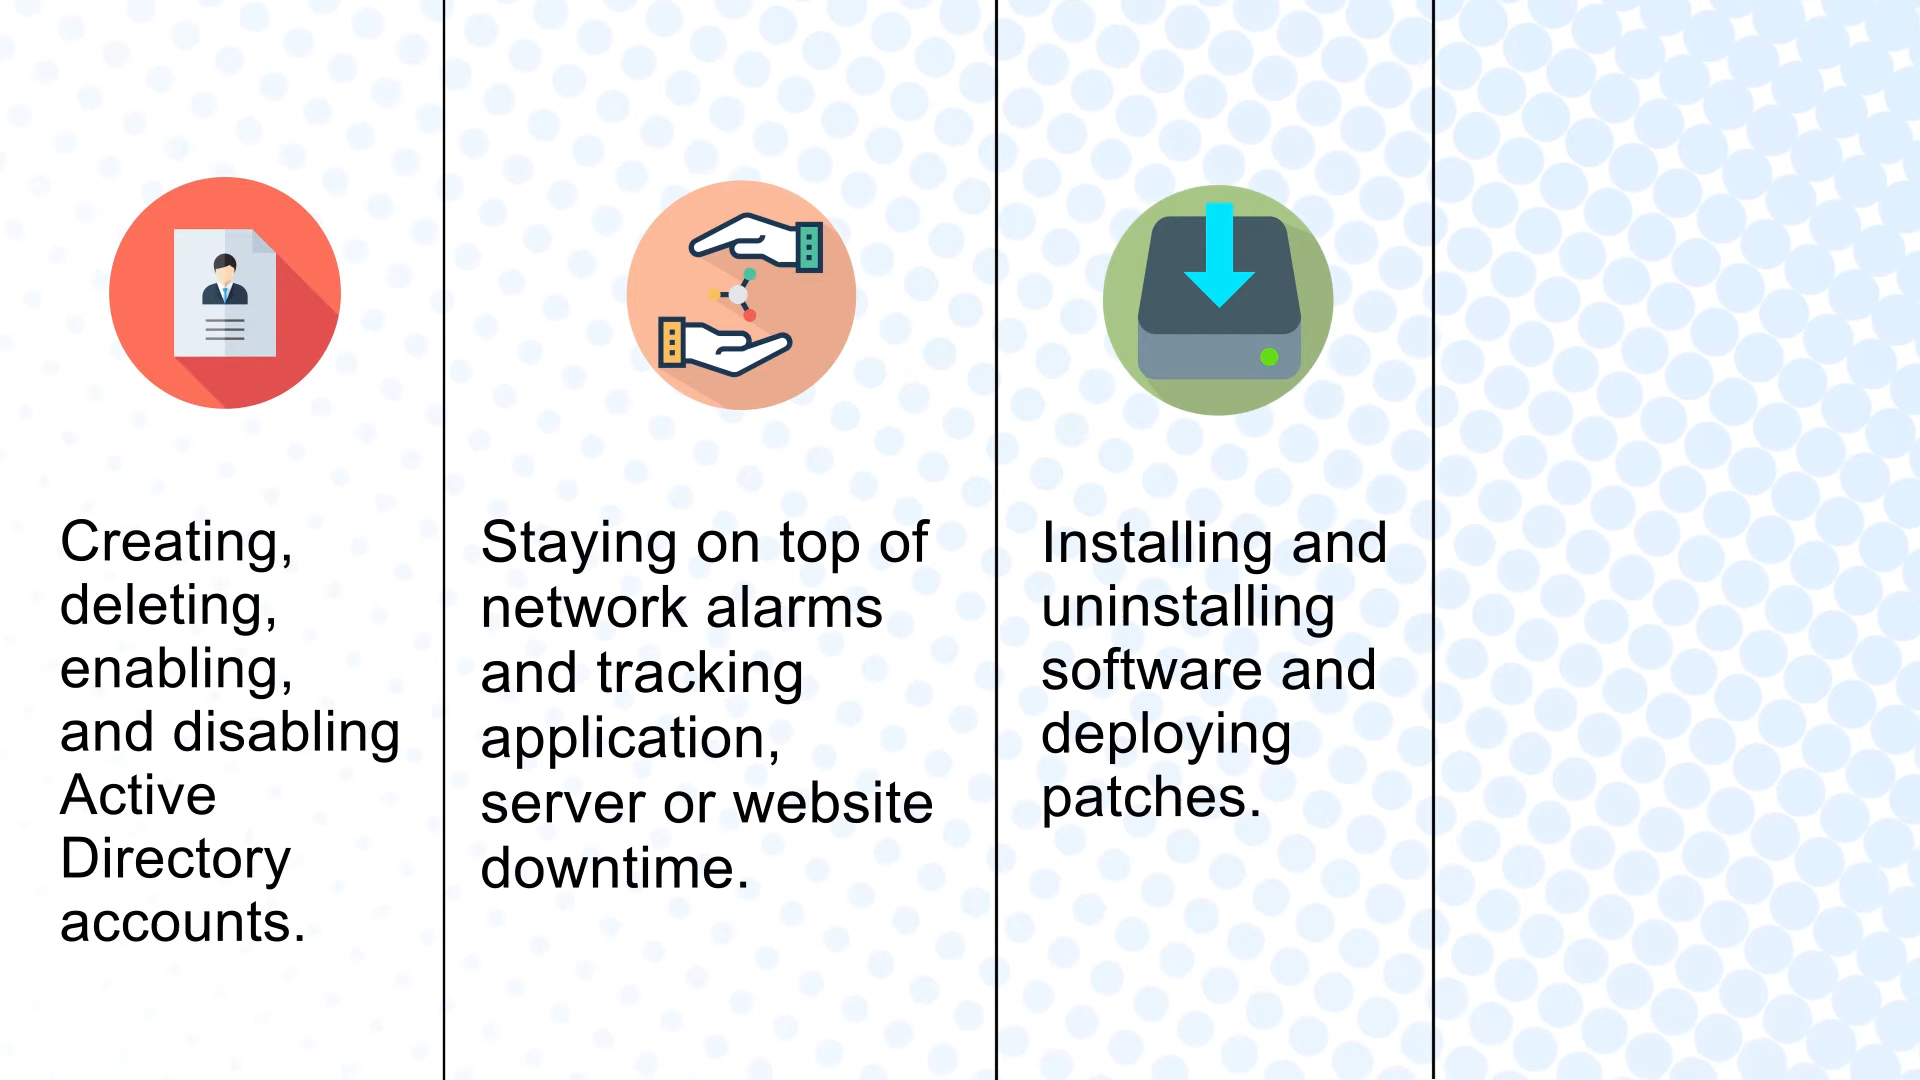 Creating,
deleting,
enabling,
and disabling
Active
Directory
accounts.
Staying on top of
network alarms
and tracking
application,
server or website
downtime.
Installing and
uninstalling
software and
deploying
patches.